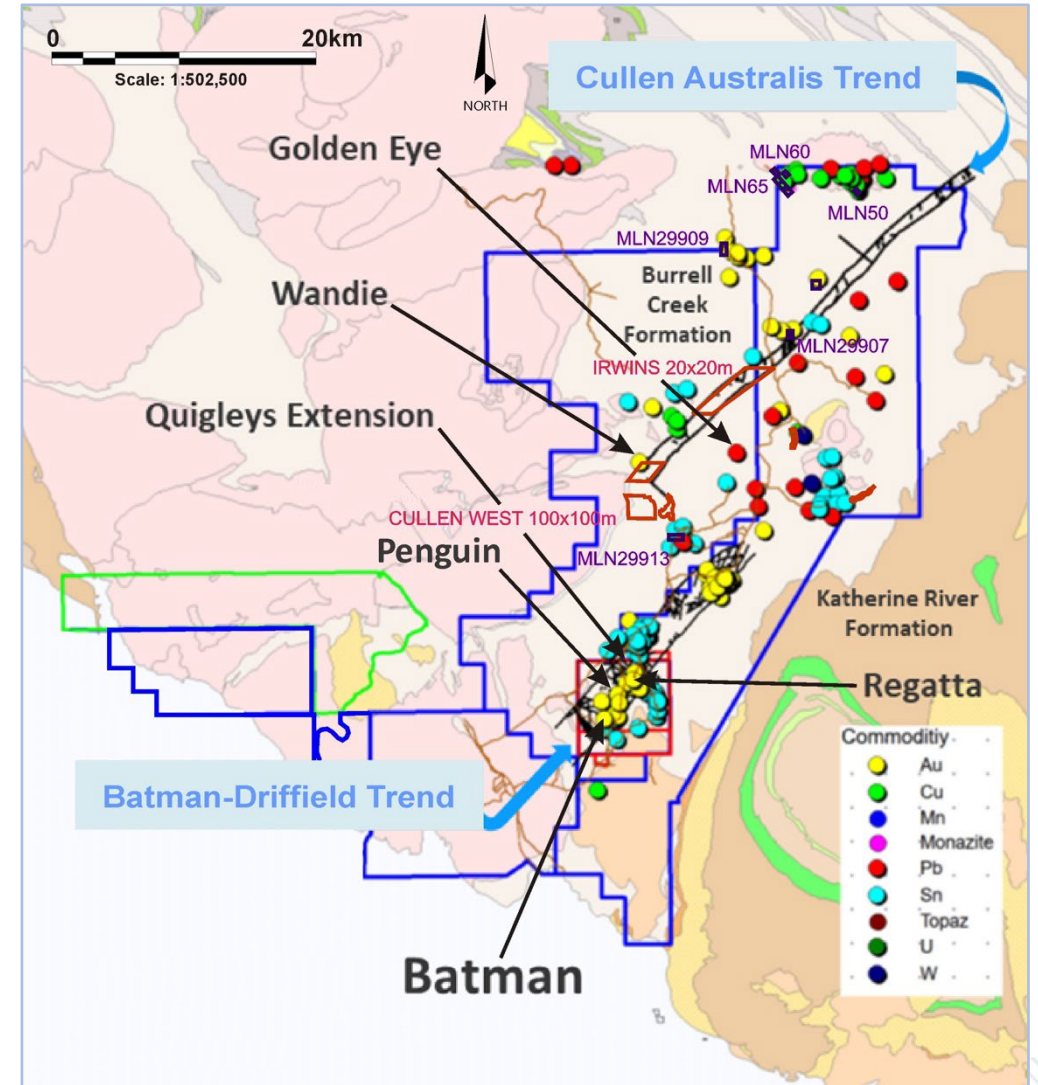 0 20km
Scale: 1:502,500
NORTH
Cullen Australis Trend
Golden Eye
MLN60
MLN65
MLN50
MLN29909
Burrell
Creek
Formation
Wandie
MLN29907
IRWINS 20x20m
Quigleys Extension
CULLEN WEST 100x100m
Penguin
MLN29913
Katherine River
Formation
Regatta
Commoditiy
Au
Cu
Mn
Monazite
Pb
Sn
Topaz
U
W
Batman-Driffield Trend
Batman